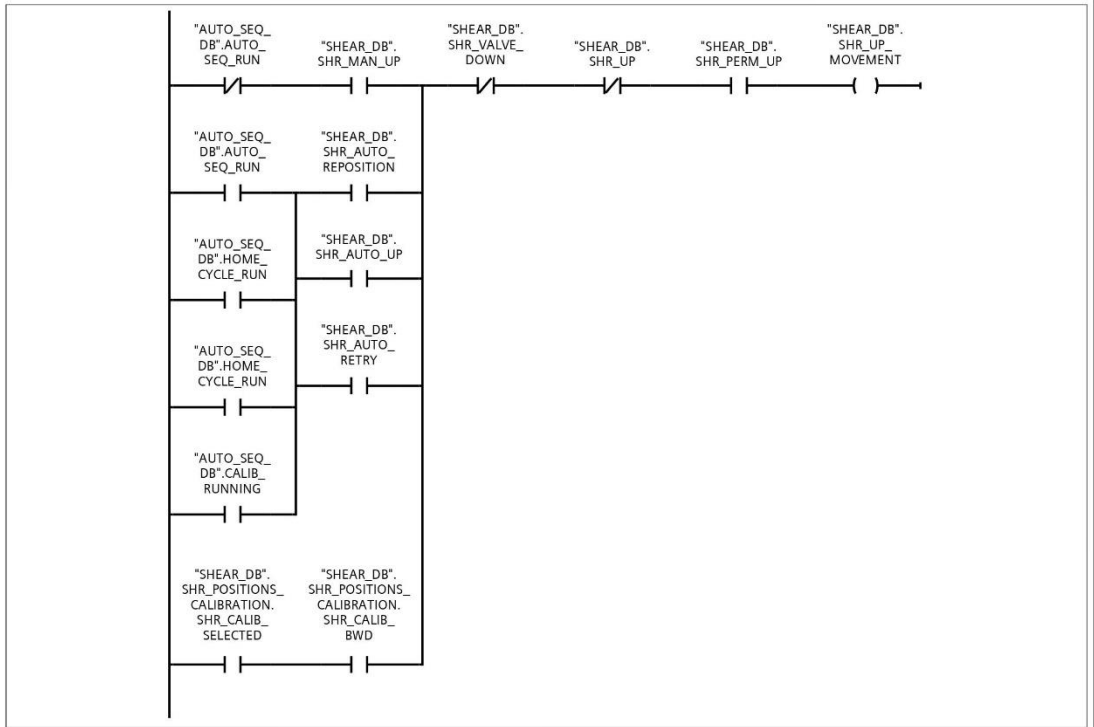 "AUTO_SEQ_
DB".AUTO_
SEQ_RUN
"SHEAR_DB".
SHR_MAN_UP
"SHEAR_DB".
SHR_VALVE_
DOWN
"SHEAR_DB".
SHR_UP
"SHEAR_DB".
SHR_PERM_UP
"SHEAR_DB".
SHR_UP_
MOVEMENT
"AUTO_SEQ_
DB".AUTO_
SEQ_RUN
"SHEAR_DB".
SHR_AUTO_
REPOSITION
"AUTO_SEQ_
DB".HOME_
CYCLE_RUN
"SHEAR_DB".
SHR_AUTO_UP
"AUTO_SEQ_
DB".HOME_
CYCLE_RUN
"SHEAR_DB".
SHR_AUTO_
RETRY
"AUTO_SEQ_
DB".CALIB_
RUNNING
"SHEAR_DB".
SHR_POSITIONS_
CALIBRATION.
SHR_CALIB_
SELECTED
"SHEAR_DB".
SHR_POSITIONS_
CALIBRATION.
SHR_CALIB_
BWD